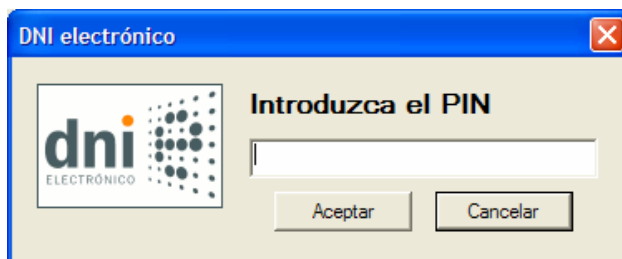 DNI electrónico
Introduzca el PIN
dni
ELECTRÓNICO
Aceptar
Cancelar